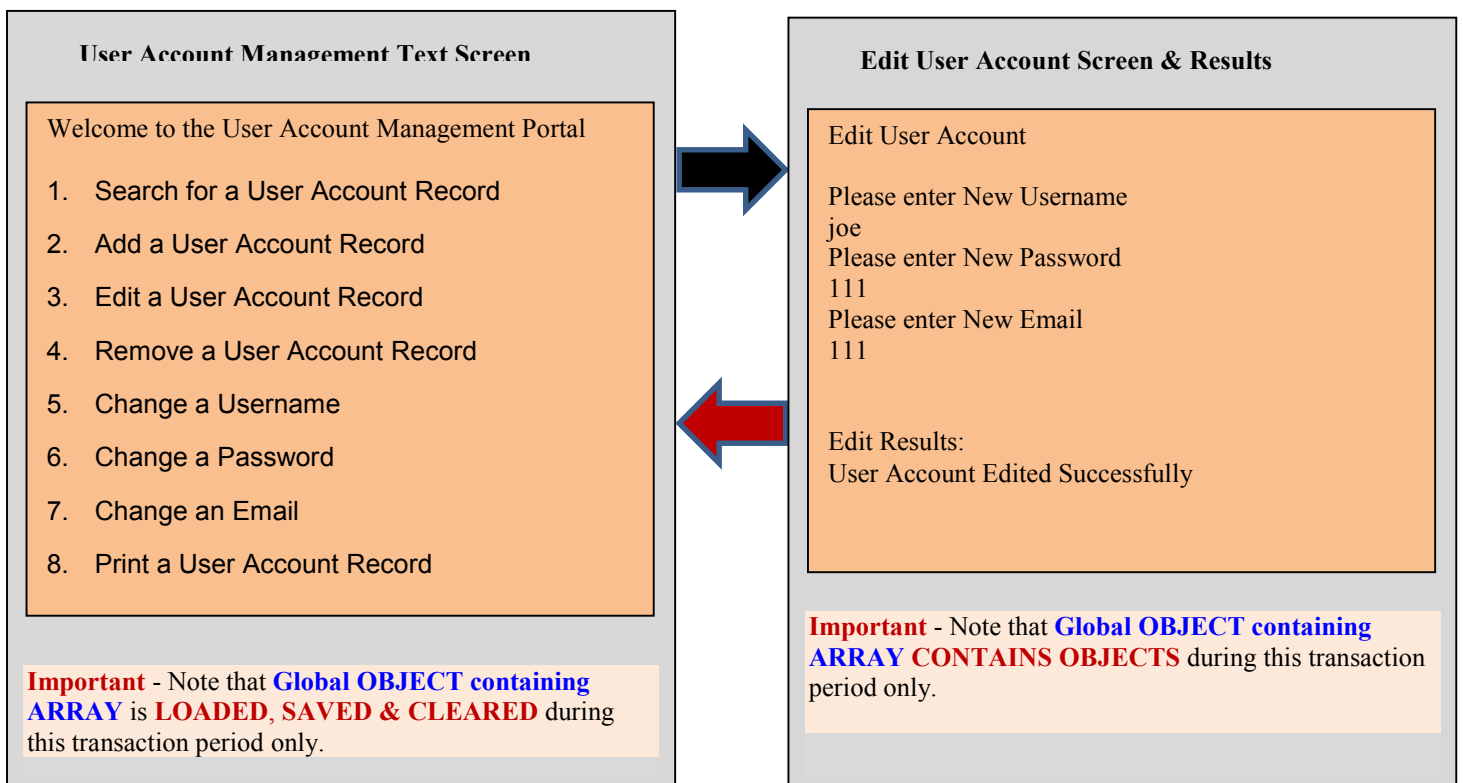 User Account Management Text Screen
Welcome to the User Account Management Portal
1. Search for a User Account Record
2. Add a User Account Record
3. Edit a User Account Record
4. Remove a User Account Record
5. Change a Username
6. Change a Password
7. Change an Email
8. Print a User Account Record
Important - Note that Global OBJECT containing
ARRAY is LOADED, SAVED & CLEARED during
this transaction period only.
Edit User Account Screen & Results
Edit User Account
Please enter New Username
joe
Please enter New Password
111
Please enter New Email
111
Edit Results:
User Account Edited Successfully
Important - Note that Global OBJECT containing
ARRAY CONTAINS OBJECTS during this transaction
period only.